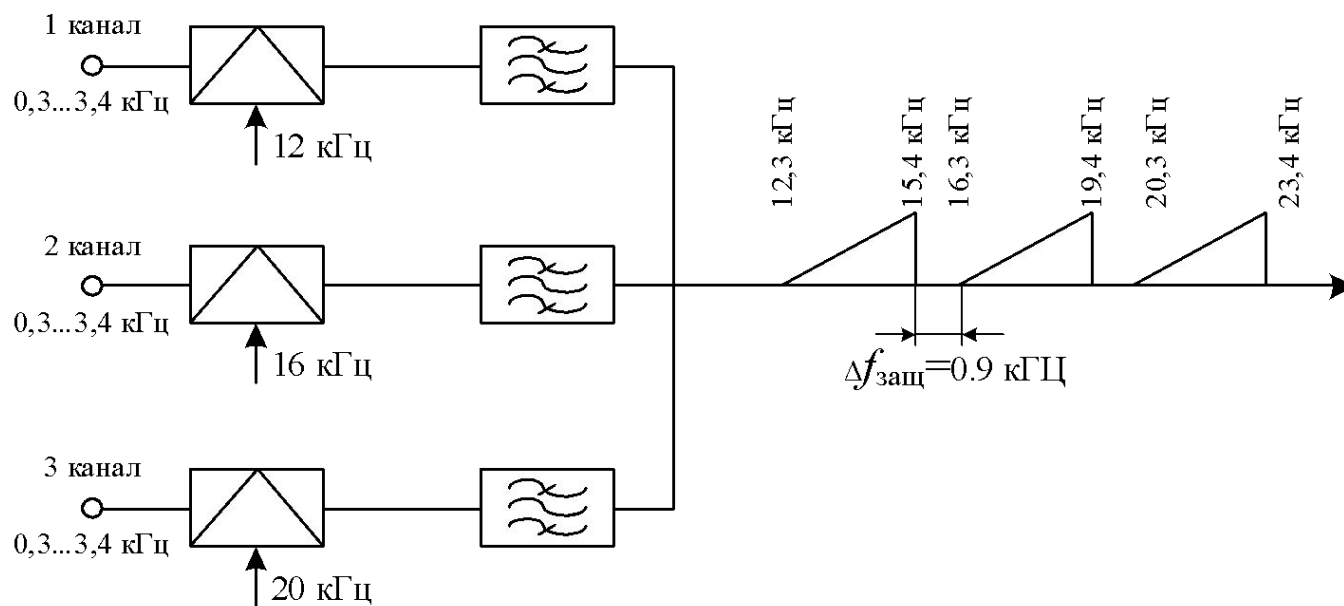 1 канал
0,3...3,4 кГц
12 кГц
2 канал
0,3...3,4 кГц
16 кГц
3 канал
0,3...3,4 кГц
20 кГц
12,3 кГц
15,4 кГц
16,3 кГц
19,4 кГц
20,3 кГц
23,4 кГц
Δfзащ=0.9 кГЦ